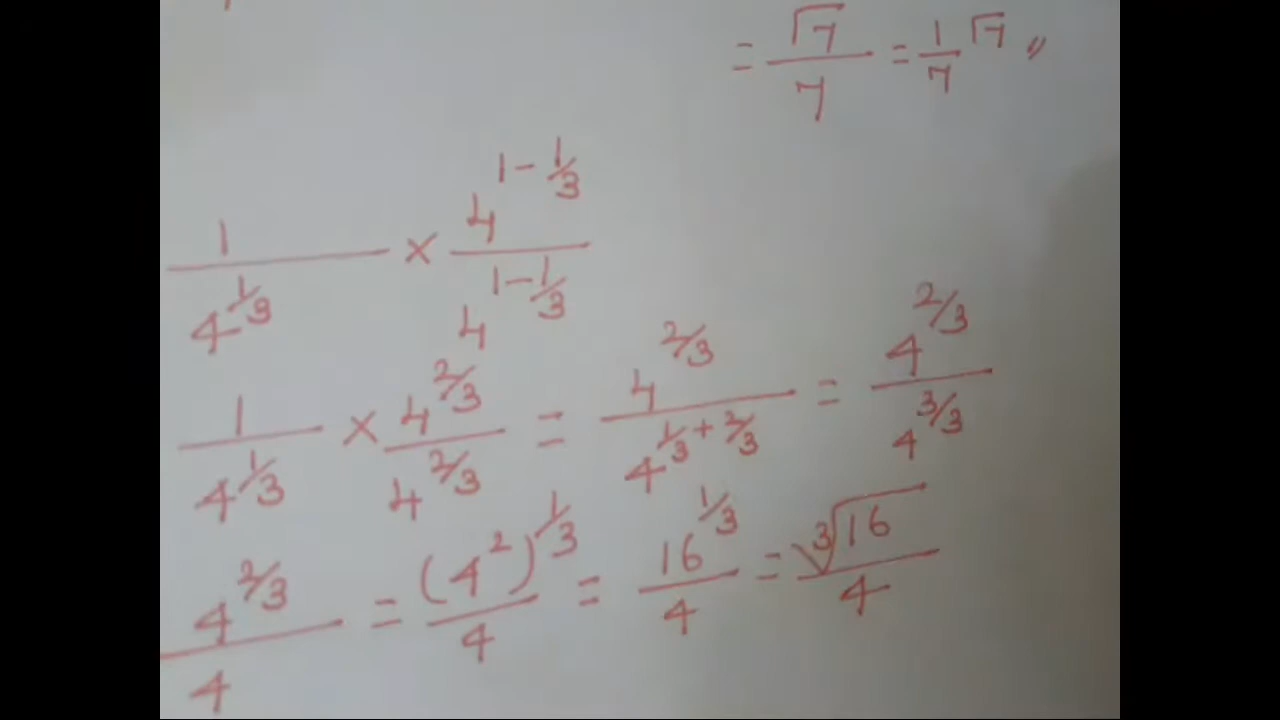 = √7/7 = 1/7 √7 //
1/4^(1/3) × 4^(1-1/3)/4^(1-1/3)
1/4^(1/3) × 4^(2/3)/4^(2/3) = 4^(2/3)/4^(1/3+2/3) = 4^(2/3)/4^(3/3)
4^(2/3)/4 = (4^2)^(1/3)/4 = 16^(1/3)/4 = ∛16/4